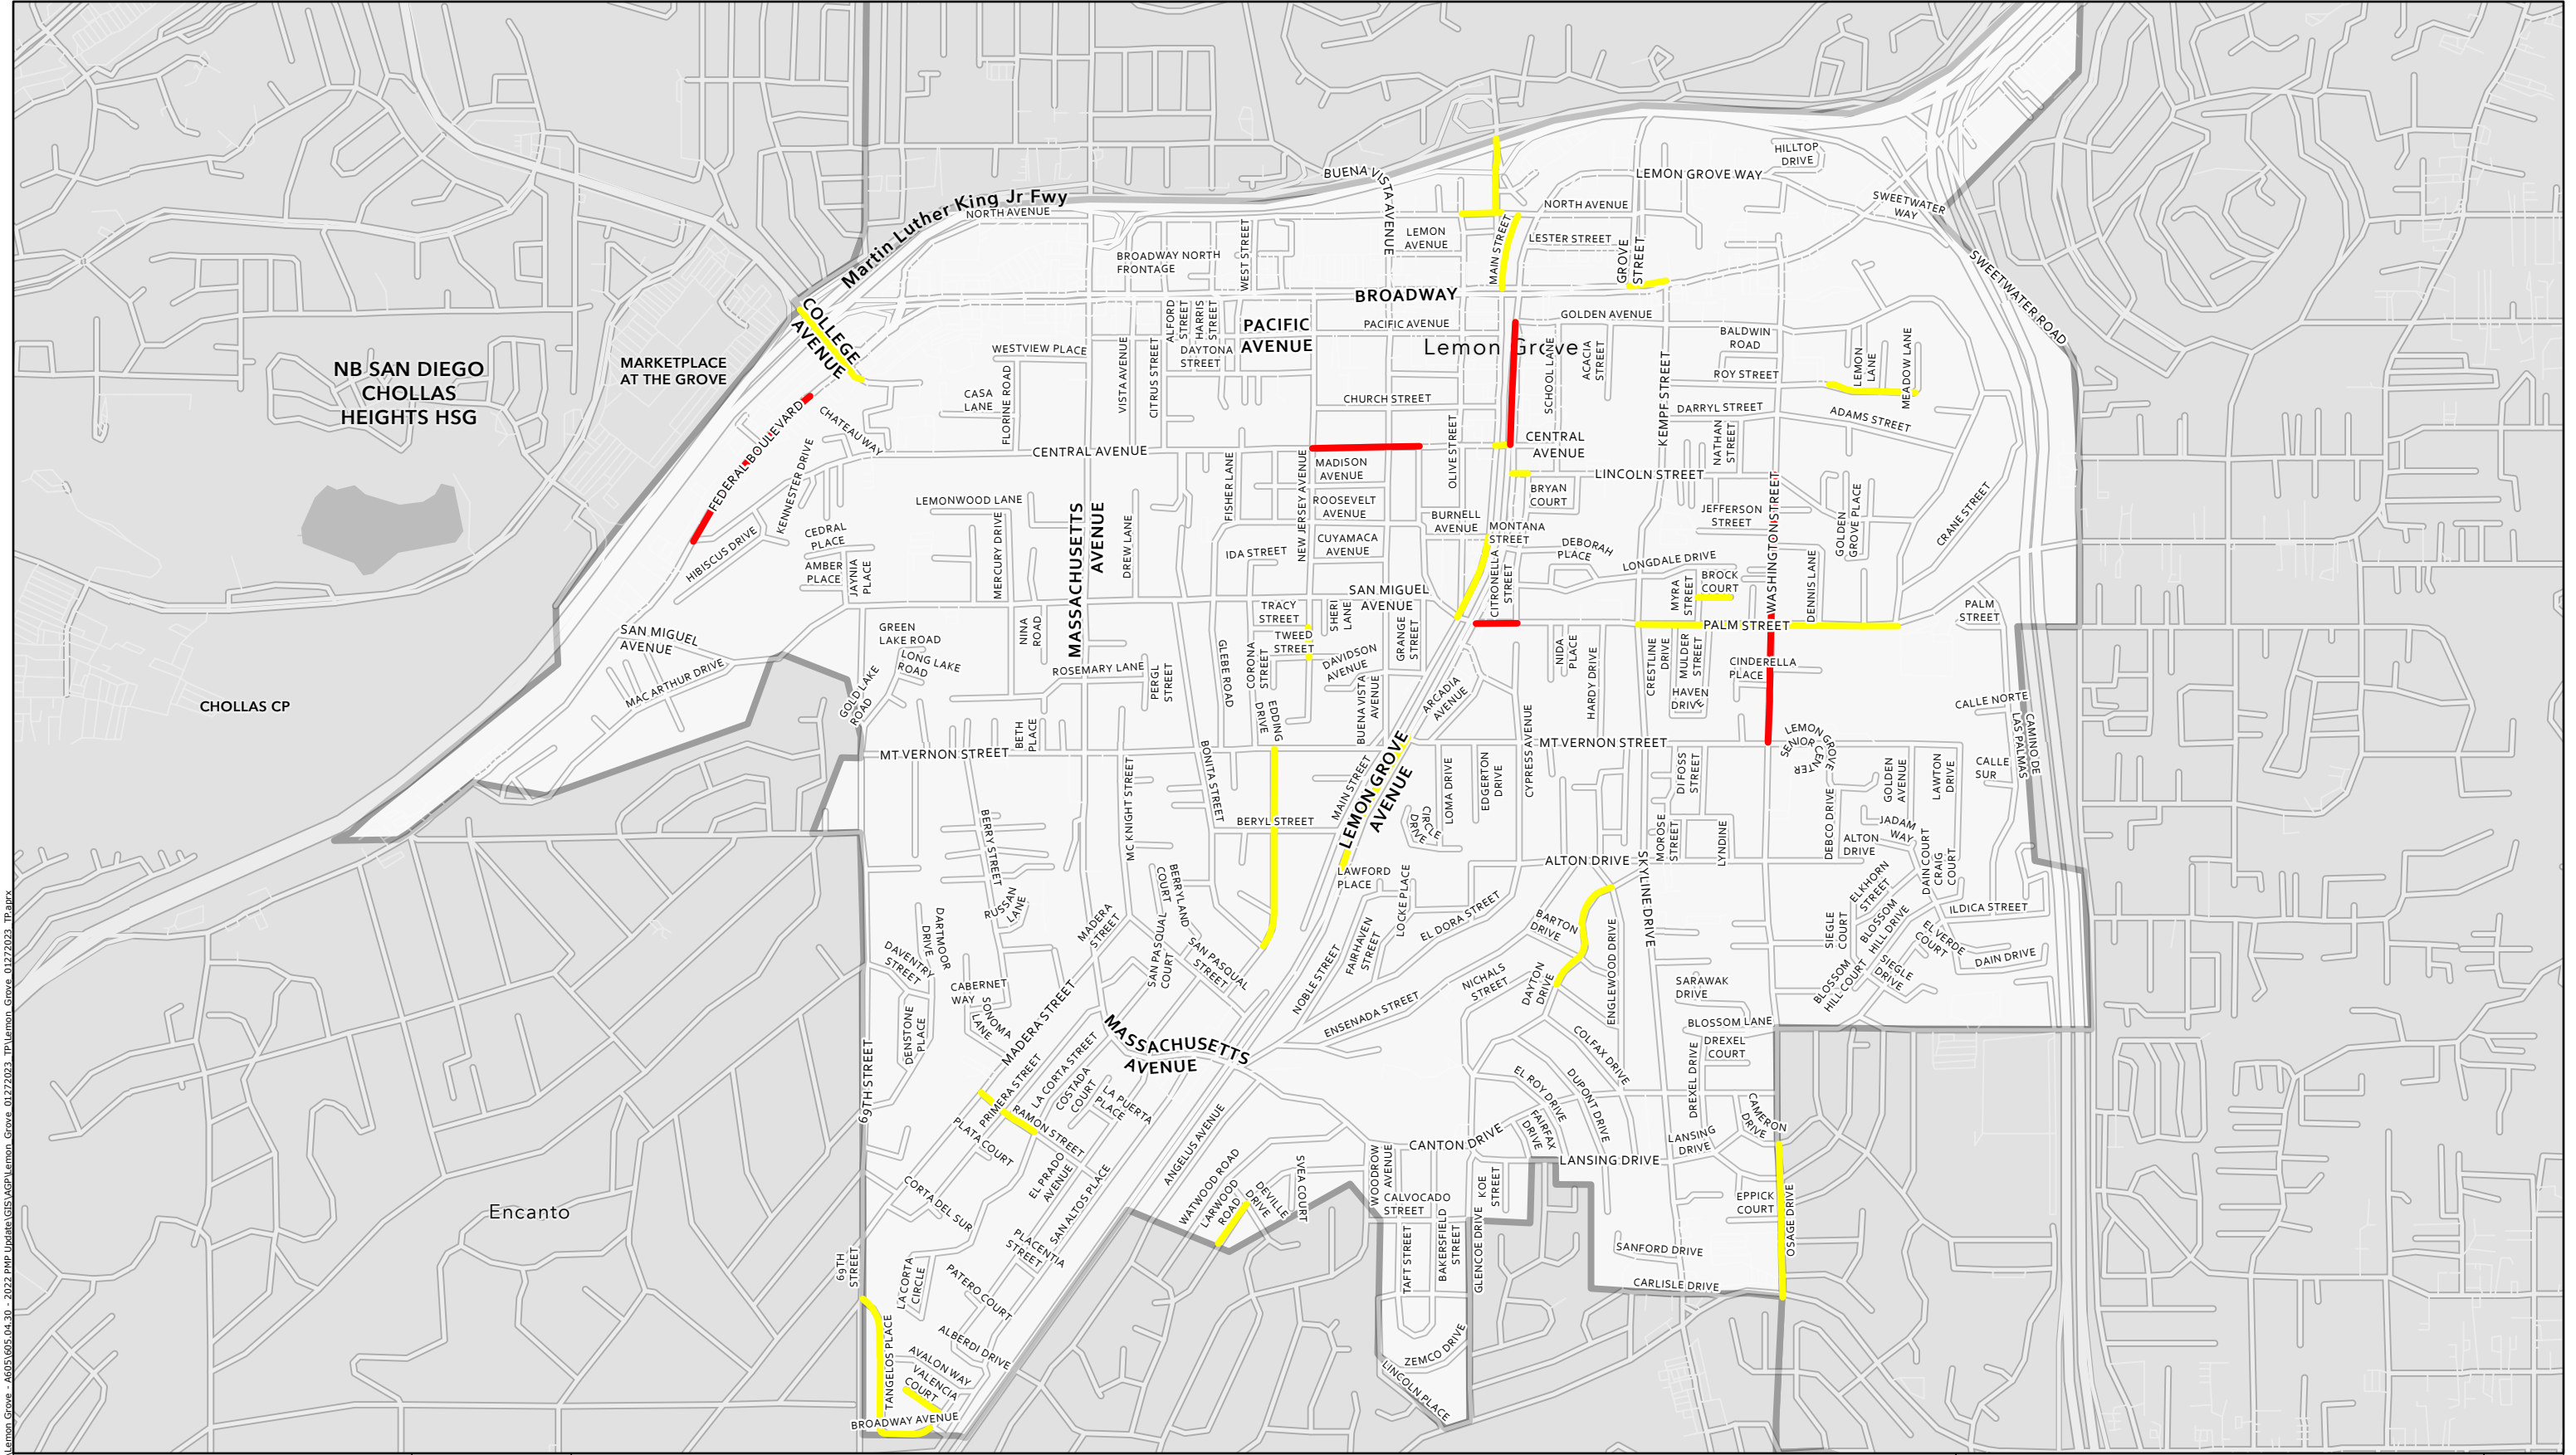 BUENA VISTA AVENUE
HILLTOP
DRIVE
LEMON GROVE WAY
Martin Luther King Jr Fwy
NORTH AVENUE
NORTH AVENUE
SWEETWATER
WAY
LEMON
AVENUE
MAIN STREET
LESTER STREET
GROVE
STREET
WEST STREET
BROADWAY NORTH
FRONTAGE
SWEETWATER ROAD
BROADWAY
COLLEGE
AVENUE
ALFORD
STREET
HARRIS
STREET
PACIFIC
AVENUE
PACIFIC AVENUE
GOLDEN AVENUE
BALDWIN
ROAD
Lemon Grove
NB SAN DIEGO
CHOLLAS
HEIGHTS HSG
MARKETPLACE
AT THE GROVE
WESTVIEW PLACE
DAYTONA
STREET
VISTA AVENUE
CITRUS STREET
SCHOOL LANE
ACACIA
STREET
KEMPF STREET
ROY STREET
LEMON
LANE
MEADOW LANE
CASA
LANE
FLORINE ROAD
CHURCH STREET
DARRYL STREET
ADAMS STREET
FEDERAL BOULEVARD
CHATEAU WAY
KENNESTER DRIVE
CENTRAL AVENUE
OLIVE STREET
CENTRAL
AVENUE
NATHAN
STREET
FISHER LANE
NEW JERSEY AVENUE
MADISON
AVENUE
LINCOLN STREET
BRYAN
COURT
LEMONWOOD LANE
ROOSEVELT
AVENUE
BURNELL
AVENUE
MONTANA
STREET
JEFFERSON
STREET
WASHINGTON STREET
GOLDEN
GROVE PLACE
CRANE STREET
CEDRAL
PLACE
MERCURY DRIVE
MASSACHUSETTS
AVENUE
DREW LANE
IDA STREET
CUYAMACA
AVENUE
DEBORAH
PLACE
LONGDALE DRIVE
HIBISCUS DRIVE
AMBER
PLACE
JAYNIA
PLACE
CITRONELLA
STREET
BROCK
COURT
MYRA
STREET
DENNIS LANE
SAN MIGUEL
AVENUE
TRACY
STREET
SHERI
LANE
PALM
STREET
SAN MIGUEL
AVENUE
GREEN
LAKE ROAD
NINA
ROAD
TWEED
STREET
GRANGE
STREET
PALM STREET
MAC ARTHUR DRIVE
LONG LAKE
ROAD
GOLD LAKE
ROAD
ROSEMARY LANE
PERGL
STREET
GLEBE ROAD
CORONA
STREET
DAVIDSON
AVENUE
NIDA
PLACE
HARDY DRIVE
CRESTLINE
DRIVE
MULDER
STREET
CINDERELLA
PLACE
CHOLLAS CP
EDDING
DRIVE
BUENA VISTA
AVENUE
ARCADIA
AVENUE
HAVEN
DRIVE
CALLE NORTE
CAMINO DE
LAS PALMAS
BETH
PLACE
MT VERNON STREET
CYPRESS AVENUE
MT VERNON STREET
LEMON GROVE
SENIOR CENTER
BONITA STREET
MC KNIGHT STREET
MAIN STREET
LEMON GROVE
AVENUE
LOMA DRIVE
EDGERTON
DRIVE
DI FOSS
STREET
GOLDEN
AVENUE
LAWTON
DRIVE
CALLE
SUR
BERRY STREET
BERYL STREET
CIRCLE
DRIVE
MOROSE
STREET
LYNDINE
DEBCO DRIVE
JADAM
WAY
ALTON
DRIVE
ALTON DRIVE
SKYLINE DRIVE
LAWFORD
PLACE
DAIN COURT
CRAIG
COURT
ELKHORN
STREET
RUSSAN
LANE
BERRYLAND
COURT
LOCKE PLACE
EL DORA STREET
BARTON
DRIVE
ENGLEWOOD DRIVE
SIEGLE
COURT
BLOSSOM
HILL DRIVE
ILDICA STREET
EL VERDE
COURT
DARTMOOR
DRIVE
DAVENTRY
STREET
MADERA
STREET
SAN PASQUAL
COURT
SAN PASQUAL
STREET
FAIRHAVEN
STREET
NOBLE STREET
NICHALS
STREET
DAYTON
DRIVE
SARAWAK
DRIVE
BLOSSOM
HILL COURT
SIEGLE
DRIVE
DAIN DRIVE
CABERNET
WAY
SONOMA
LANE
DENSTONE
PLACE
MADERA STREET
MASSACHUSETTS
AVENUE
ENSENADA STREET
BLOSSOM LANE
DREXEL
COURT
COLFAX DRIVE
69TH STREET
PRIMERA STREET
LA CORTA STREET
COSTADA
COURT
LA PUERTA
PLACE
RAMON STREET
PLATA COURT
EL ROY DRIVE
DUPONT DRIVE
FAIRFAX
DRIVE
DREXEL DRIVE
CAMERON
DRIVE
CANTON DRIVE
LANSING
DRIVE
LANSING DRIVE
ANGELUS AVENUE
EL PRADO
AVENUE
SAN ALTOS PLACE
WATWOOD ROAD
LARWOOD
ROAD
DEVILLE
DRIVE
SVEA COURT
WOODROW
AVENUE
CALVOCADO
STREET
KOE
STREET
EPPICK
COURT
OSAGE DRIVE
Encanto
CORTA DEL SUR
PLACENTIA
STREET
69TH
STREET
LA CORTA
CIRCLE
PATERO COURT
TAFT STREET
BAKERSFIELD
STREET
GLENCOE DRIVE
SANFORD DRIVE
CARLISLE DRIVE
TANGELOS PLACE
ALBERDI DRIVE
AVALON WAY
VALENCIA
COURT
BROADWAY AVENUE
ZEMCO DRIVE
LINCOLN PLACE
\Lemon Grove - A605\605.04.30 - 2022 PMP Update\GIS\AGP\Lemon_Grove_01272023_TP\Lemon_Grove_01272023_TP.aprx